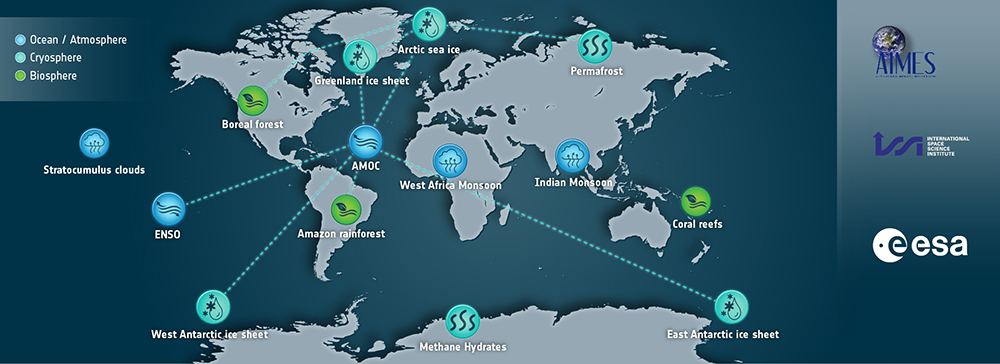 Ocean / Atmosphere
Cryosphere
Biosphere
Arctic sea ice
Greenland ice sheet
Permafrost
Boreal forest
Stratocumulus clouds
AMOC
West Africa Monsoon
Indian Monsoon
ENSO
Amazon rainforest
Coral reefs
West Antarctic ice sheet
Methane Hydrates
East Antarctic ice sheet
AIMES
INTERNATIONAL
SPACE
SCIENCE
INSTITUTE
esa